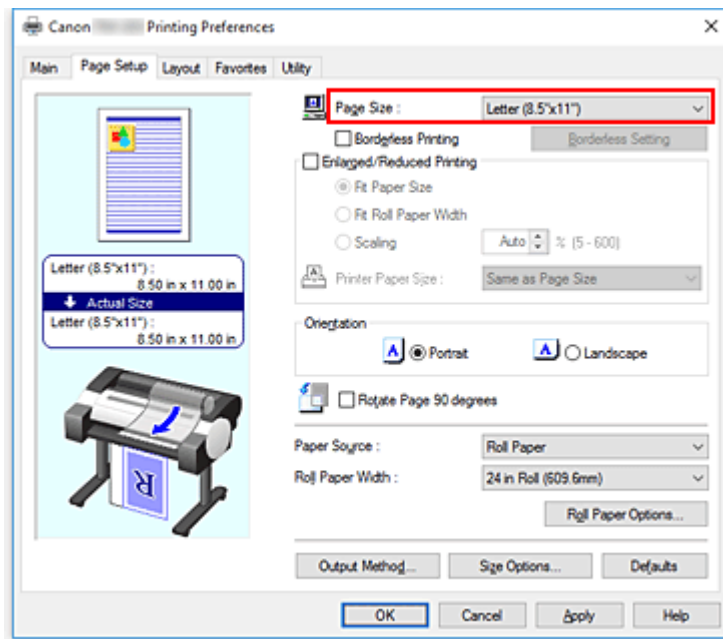 Canon Printing Preferences
Main Page Setup Layout Favorites Utility
Page Size : Letter (8.5"x11")
Borderless Printing Borderless Setting
Enlarged/Reduced Printing
Fit Paper Size
Fit Roll Paper Width
Scaling Auto % (5 - 600)
Printer Paper Size : Same as Page Size
Letter (8.5"x11") :
8.50 in x 11.00 in
Actual Size
Letter (8.5"x11") :
8.50 in x 11.00 in
Orientation
A Portrait A Landscape
Rotate Page 90 degrees
R
Paper Source : Roll Paper
Roll Paper Width : 24 in Roll (609.6mm)
Roll Paper Options...
Output Method... Size Options... Defaults
OK Cancel Apply Help